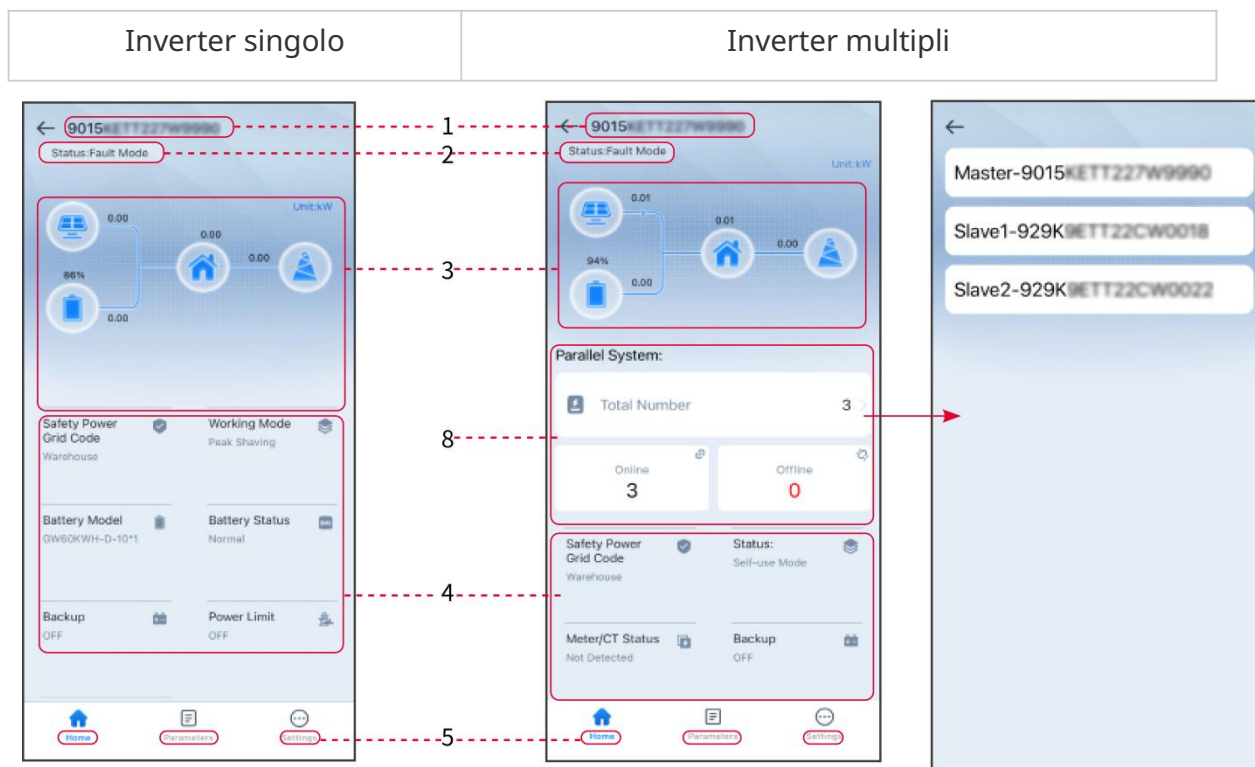 Inverter singolo
Inverter multipli
9015
Status:Fault Mode
Unit:kW
0.00
0.00
0.00
86%
0.00
Safety Power
Grid Code
Warehouse
Working Mode
Peak Shaving
Battery Model
GW60KWH-D-10*1
Battery Status
Normal
Backup
OFF
Power Limit
OFF
Home
Parameters
Settings
1
2
3
8
4
5
9015
Status:Fault Mode
Unit:kW
0.01
0.01
0.00
94%
0.00
Parallel System:
Total Number 3
Online
3
Offline
0
Safety Power
Grid Code
Warehouse
Status:
Self-use Mode
Meter/CT Status
Not Detected
Backup
OFF
Home
Parameters
Settings
Master-9015
Slave1-929K
Slave2-929K